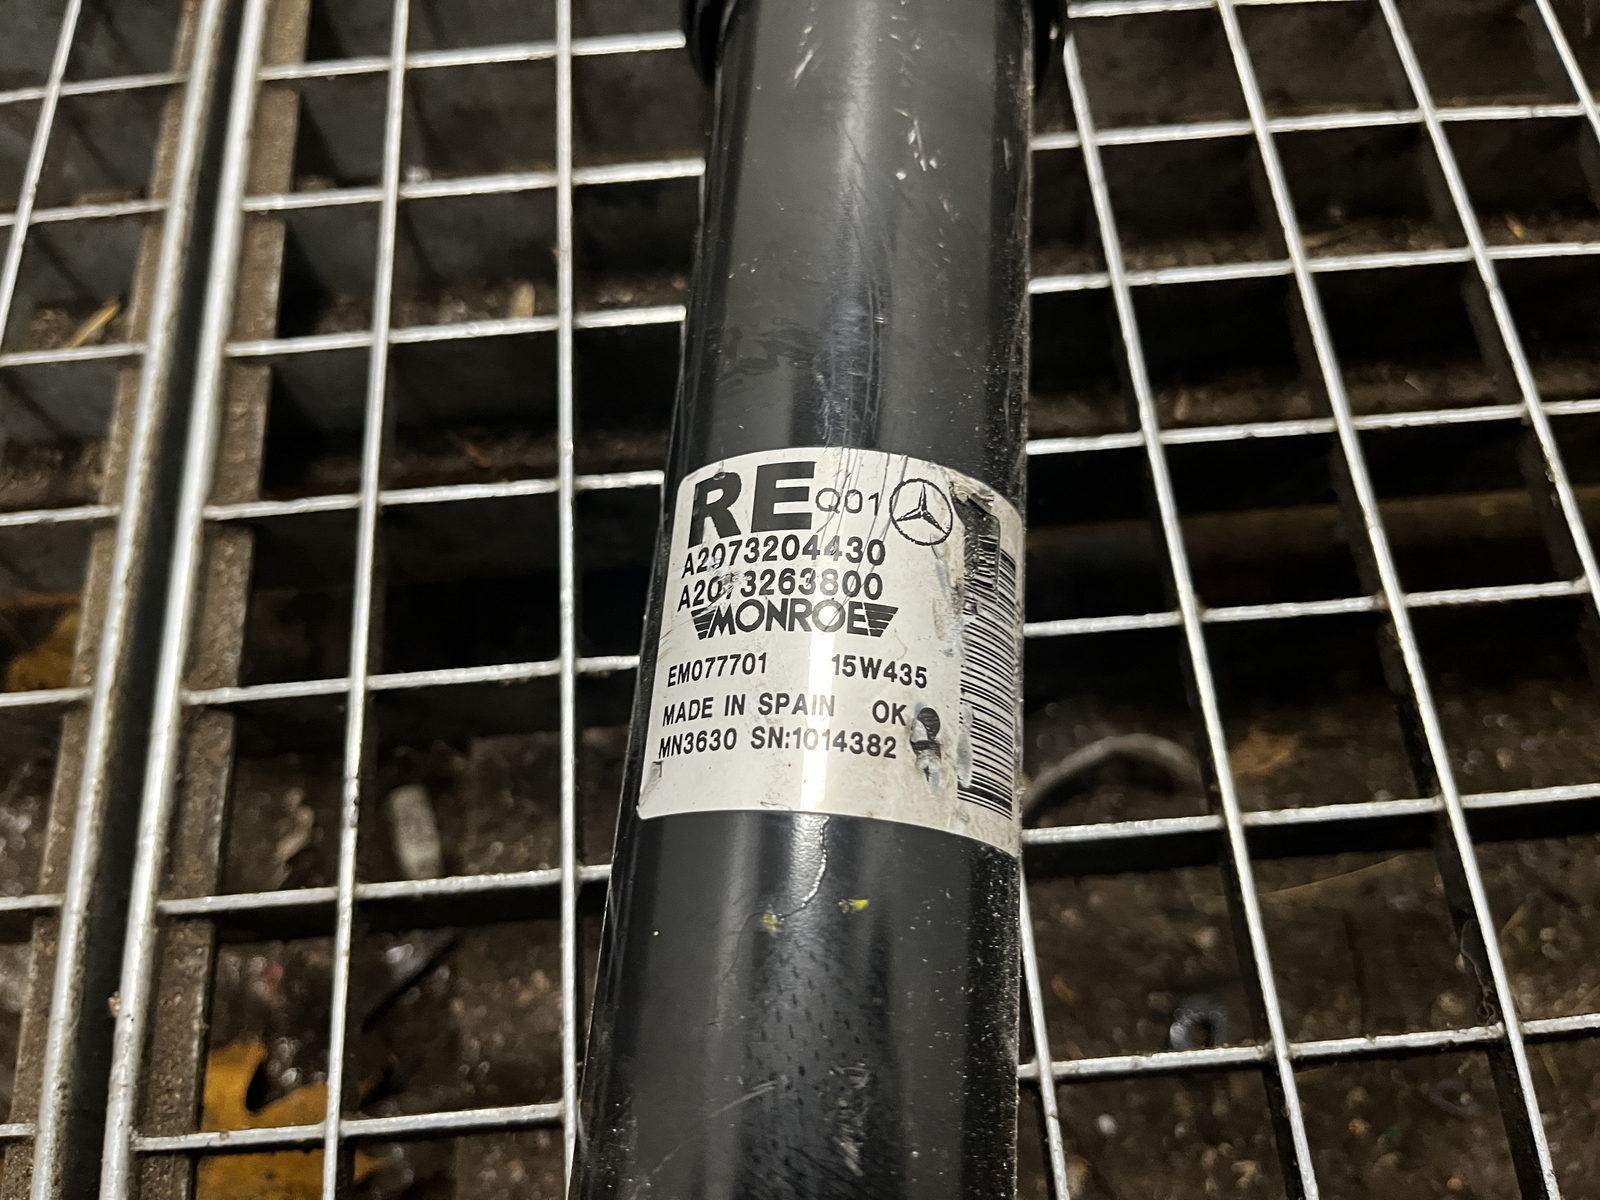 RE Q01
A2073204430
A2073263800
MONROE
EM077701 15W435
MADE IN SPAIN OK
MN3630 SN:1014382